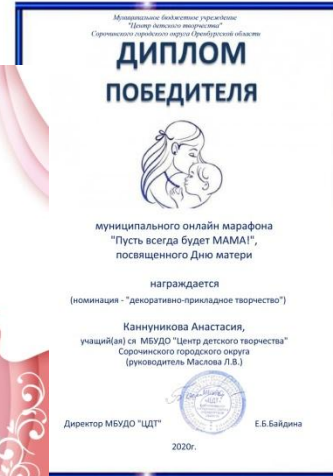 Муниципальное бюджетное учреждение
"Центр детского творчества"
Сорочинского городского округа Оренбургской области
ДИПЛОМ
ПОБЕДИТЕЛЯ
муниципального онлайн марафона
"Пусть всегда будет МАМА!",
посвященного Дню матери
награждается
(номинация - "декоративно-прикладное творчество")
Каннуникова Анастасия,
учащий(ая) ся МБУДО "Центр детского творчества"
Сорочинского городского округа
(руководитель Маслова Л.В.)
Директор МБУДО "ЦДТ" Е.Б.Байдина
2020г.